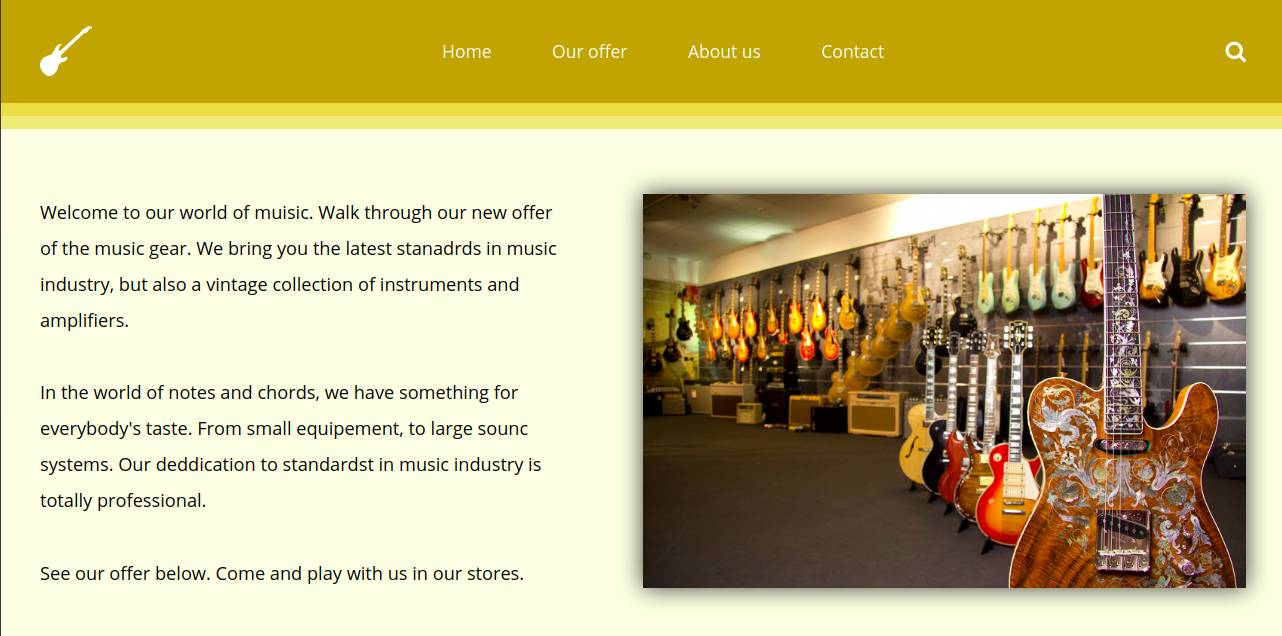 Home Our offer About us Contact
Welcome to our world of muisic. Walk through our new offer
of the music gear. We bring you the latest stanadrds in music
industry, but also a vintage collection of instruments and
amplifiers.
In the world of notes and chords, we have something for
everybody's taste. From small equipement, to large sounc
systems. Our deddication to standardst in music industry is
totally professional.
See our offer below. Come and play with us in our stores.